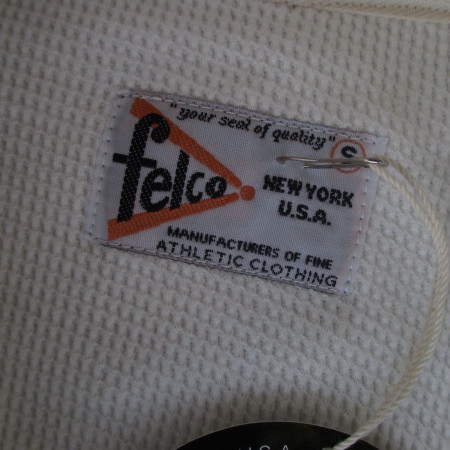 "your seal of quality"
S
felco
NEW YORK
U.S.A.
MANUFACTURERS OF FINE
ATHLETIC CLOTHING